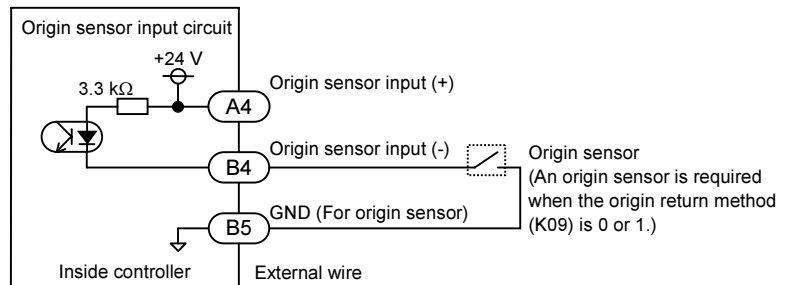 Origin sensor input circuit
+24 V
3.3 kΩ
A4
Origin sensor input (+)
B4
Origin sensor input (-)
Origin sensor
(An origin sensor is required
when the origin return method
(K09) is 0 or 1.)
B5
GND (For origin sensor)
Inside controller
External wire